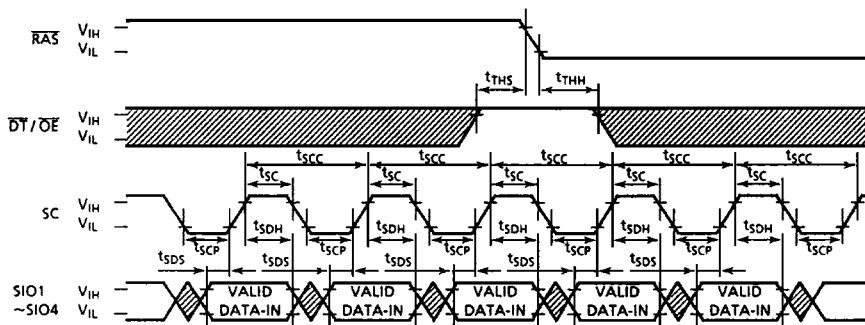 RAS VIH
VIL
tTHS tTHH
DT/OE VIH
VIL
tSCC tSCC tSCC tSCC tSCC
tSC tSC tSC tSC tSC
SC VIH
VIL
tSCP tSDH tSCP tSDH tSCP tSDH tSCP tSDH tSCP tSDH tSCP
tSDS tSDS tSDS tSDS tSDS
SIO1 VIH VALID VALID VALID VALID VALID
~SIO4 VIL DATA-IN DATA-IN DATA-IN DATA-IN DATA-IN